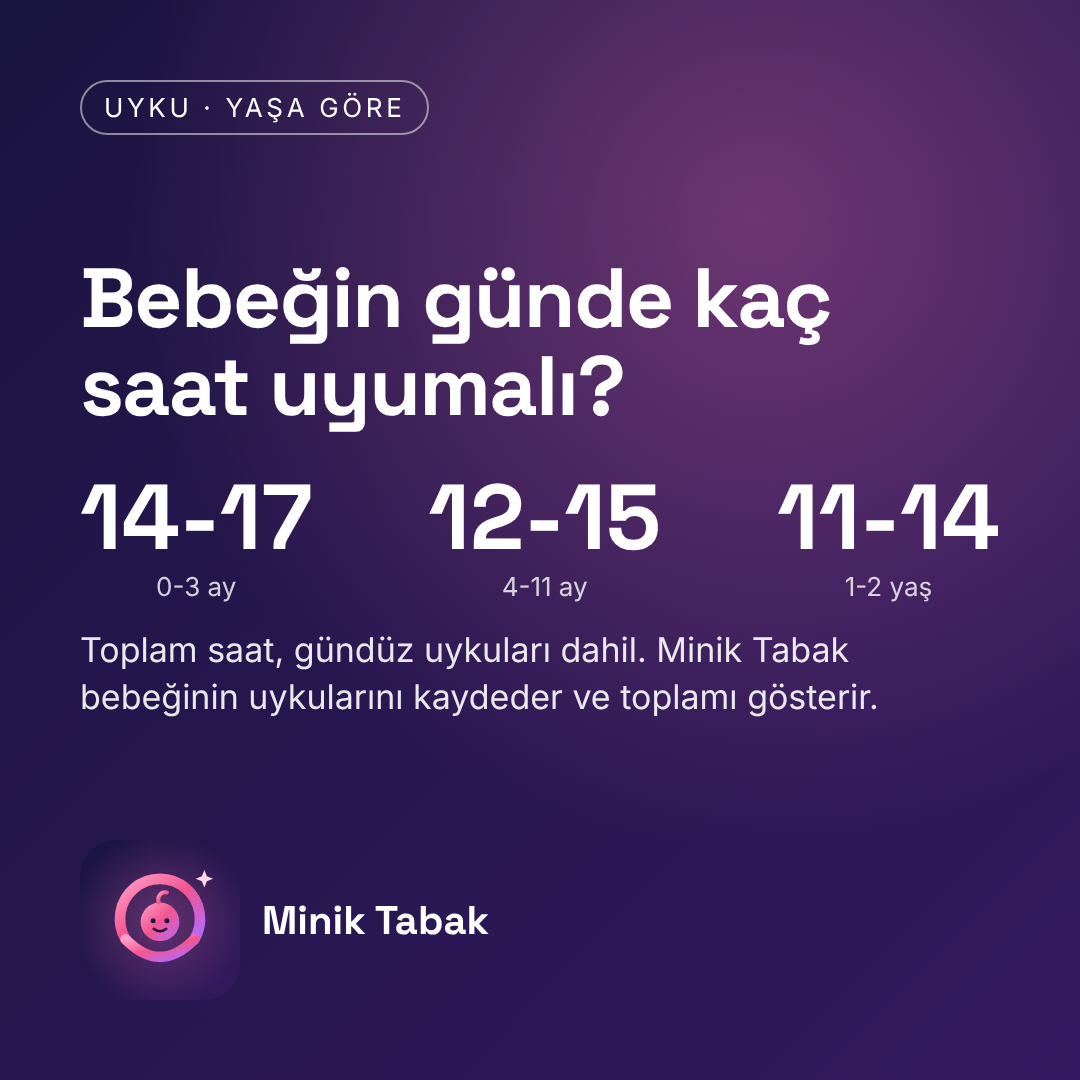 UYKU · YAŞA GÖRE
Bebeğin günde kaç
saat uyumalı?
14-17 12-15 11-14
0-3 ay 4-11 ay 1-2 yaş
Toplam saat, gündüz uykuları dahil. Minik Tabak
bebeğinin uykularını kaydeder ve toplamı gösterir.
Minik Tabak